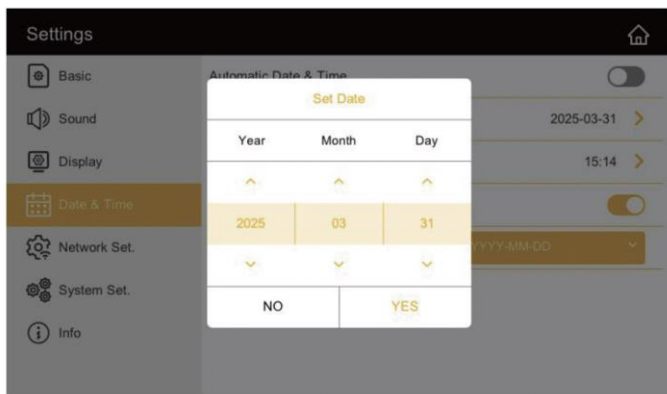 Settings
Basic
Sound
Display
Date & Time
Network Set.
System Set.
Info
Automatic Date & Time
2025-03-31
15:14
YYYY-MM-DD
Set Date
Year Month Day
2025 03 31
NO YES